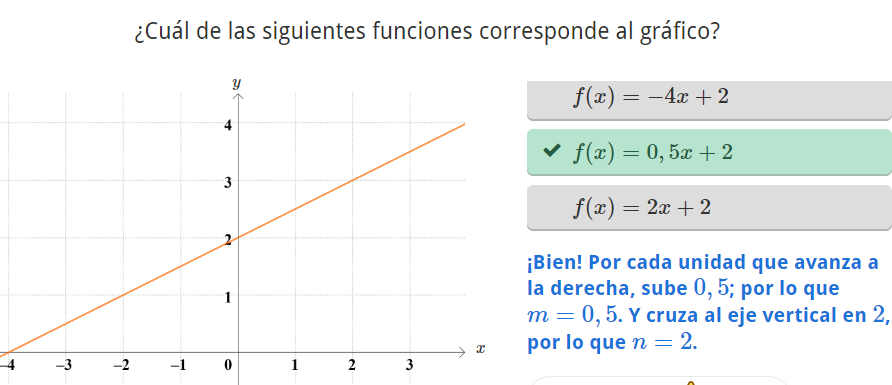 ¿Cuál de las siguientes funciones corresponde al gráfico?
y
4
3
2
1
–4 –3 –2 –1 0 1 2 3 x
f(x) = −4x + 2
f(x) = 0, 5x + 2
f(x) = 2x + 2
¡Bien! Por cada unidad que avanza a
la derecha, sube 0, 5; por lo que
m = 0, 5. Y cruza al eje vertical en 2,
por lo que n = 2.